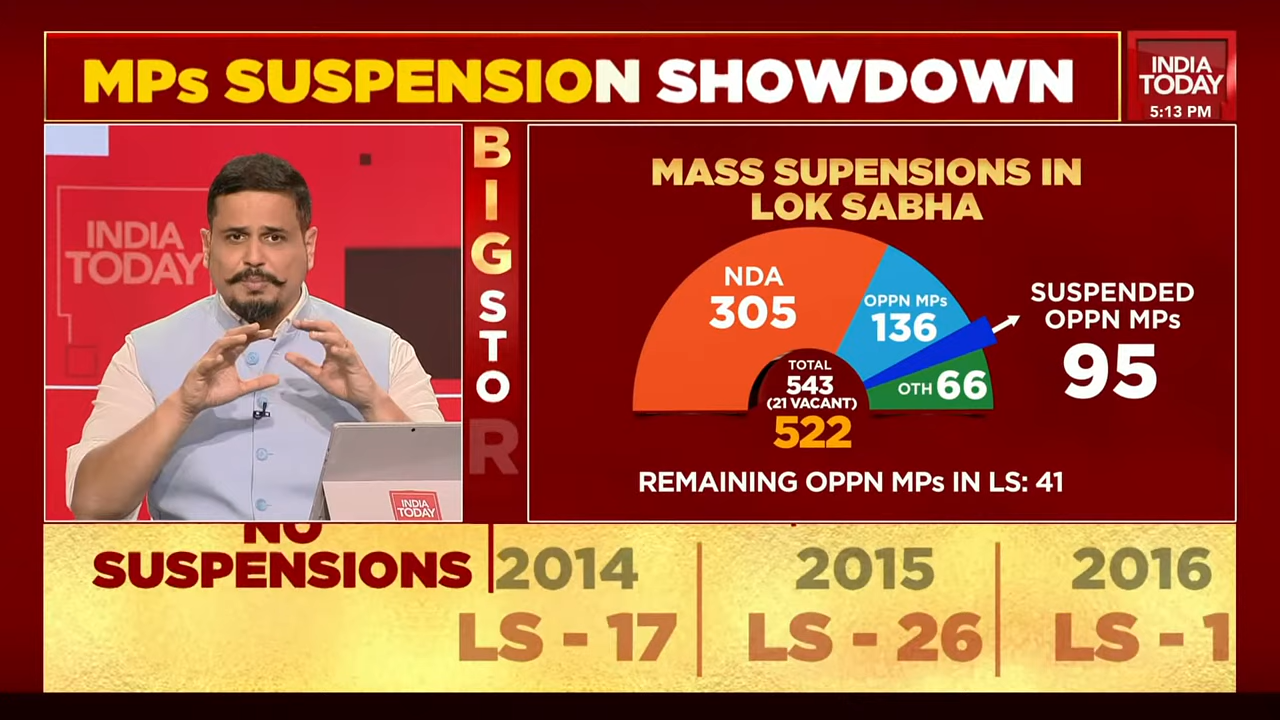 MPs SUSPENSION SHOWDOWN
INDIA
TODAY
5:13 PM
INDIA
TODAY
BIG STOR
INDIA
TODAY
MASS SUPENSIONS IN
LOK SABHA
NDA
305
OPPN MPs
136
SUSPENDED
OPPN MPs
95
OTH 66
TOTAL
543
(21 VACANT)
522
REMAINING OPPN MPs IN LS: 41
NO
SUSPENSIONS
2014
LS - 17
2015
LS - 26
2016
LS - 1